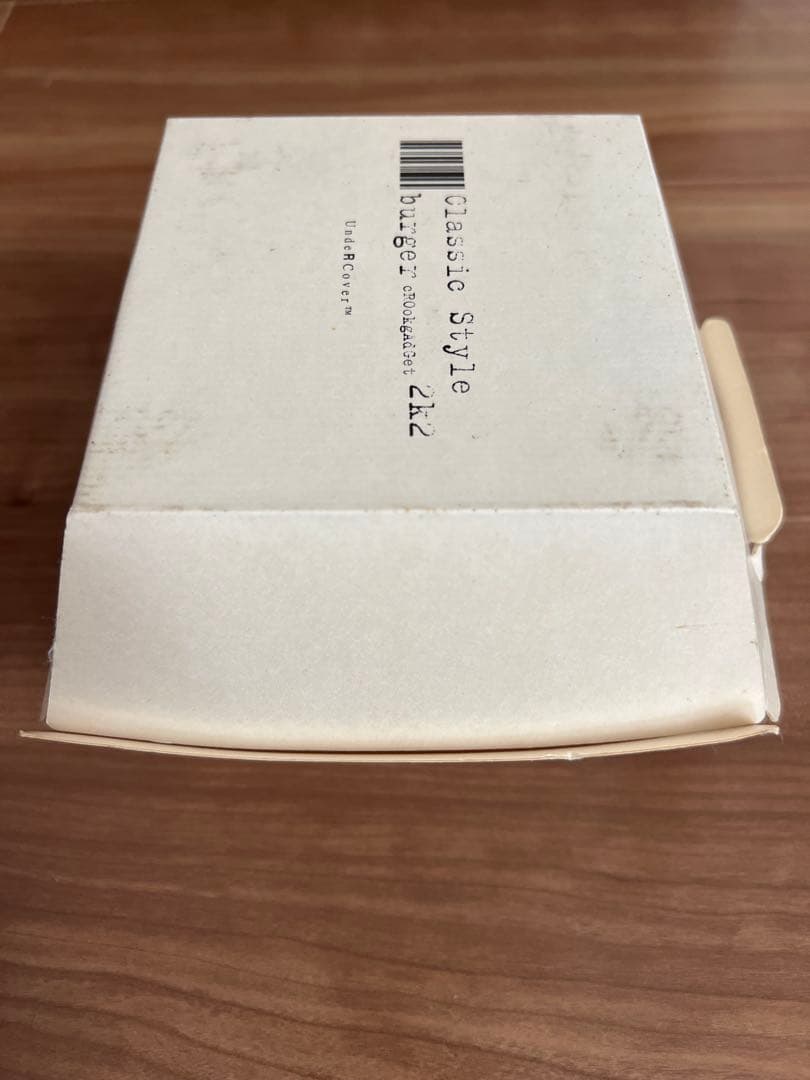 Classic Style
burger cROokgAdGet 2k2
UndeRCover™